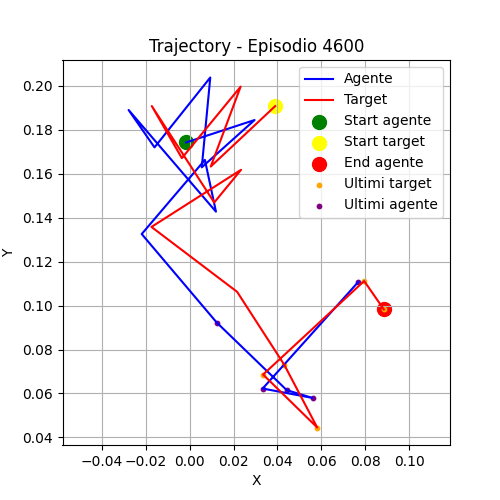 Trajectory - Episodio 4600
Agente
Target
Start agente
Start target
End agente
Ultimi target
Ultimi agente
0.20
0.18
0.16
0.14
0.12
0.10
0.08
0.06
0.04
Y
−0.04 −0.02 0.00 0.02 0.04 0.06 0.08 0.10
X